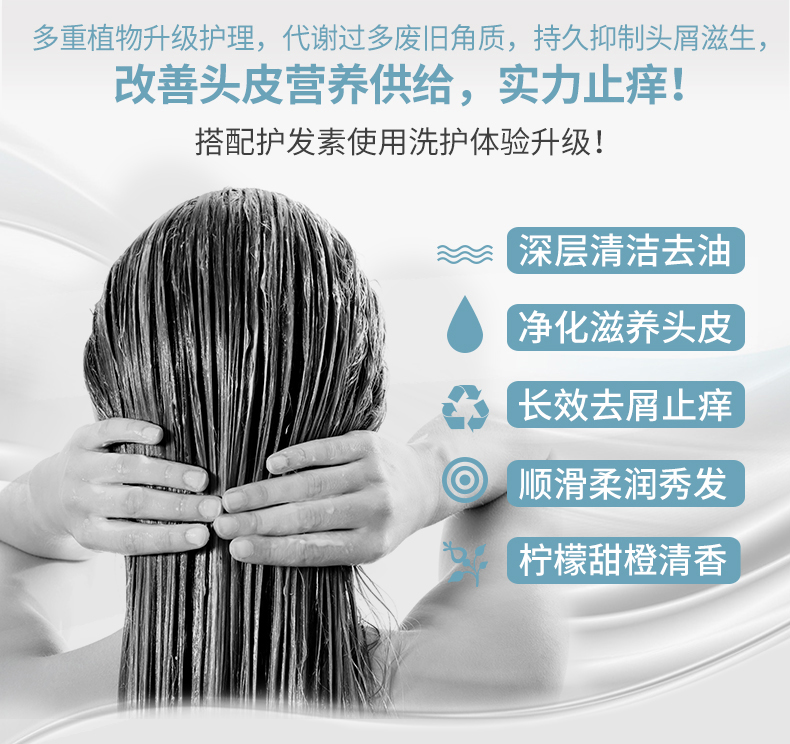 多重植物升级护理，代谢过多废旧角质，持久抑制头屑滋生，
改善头皮营养供给，实力止痒！
搭配护发素使用洗护体验升级！
深层清洁去油
净化滋养头皮
长效去屑止痒
顺滑柔润秀发
柠檬甜橙清香